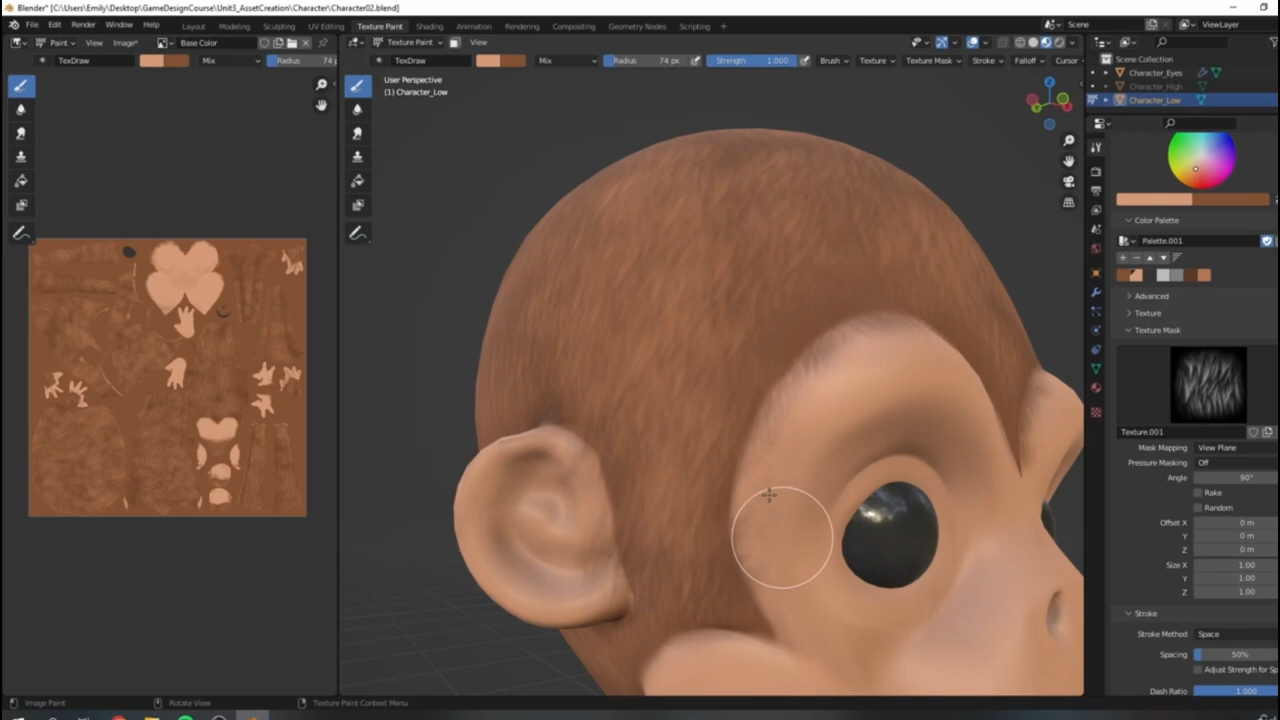 Blender* [C:\Users\Emily\Desktop\GameDesignCourse\Unit3_AssetCreation\Character\Character02.blend]
File Edit Render Window Help Layout Modeling Sculpting UV Editing Texture Paint Shading Animation Rendering Compositing Geometry Nodes Scripting + Scene ViewLayer
Paint View Image* Base Color Texture Paint View
TexDraw Mix Radius 74 p TexDraw Mix Radius 74 px Strength 1.000 Brush Texture Texture Mask Stroke Falloff Cursor
Scene Collection
Character_Eyes
Character_High
Character_Low
User Perspective
(1) Character_Low
Color Palette
Palette.001
Advanced
Texture
Texture Mask
Texture.001
Mask Mapping View Plane
Pressure Masking Off
Angle 90°
Rake
Random
Offset X 0 m
Y 0 m
Z 0 m
Size X 1.00
Y 1.00
Z 1.00
Stroke
Stroke Method Space
Spacing 50%
Adjust Strength for Sp
Dash Ratio 1.000
Image Paint Rotate View Texture Paint Context Menu